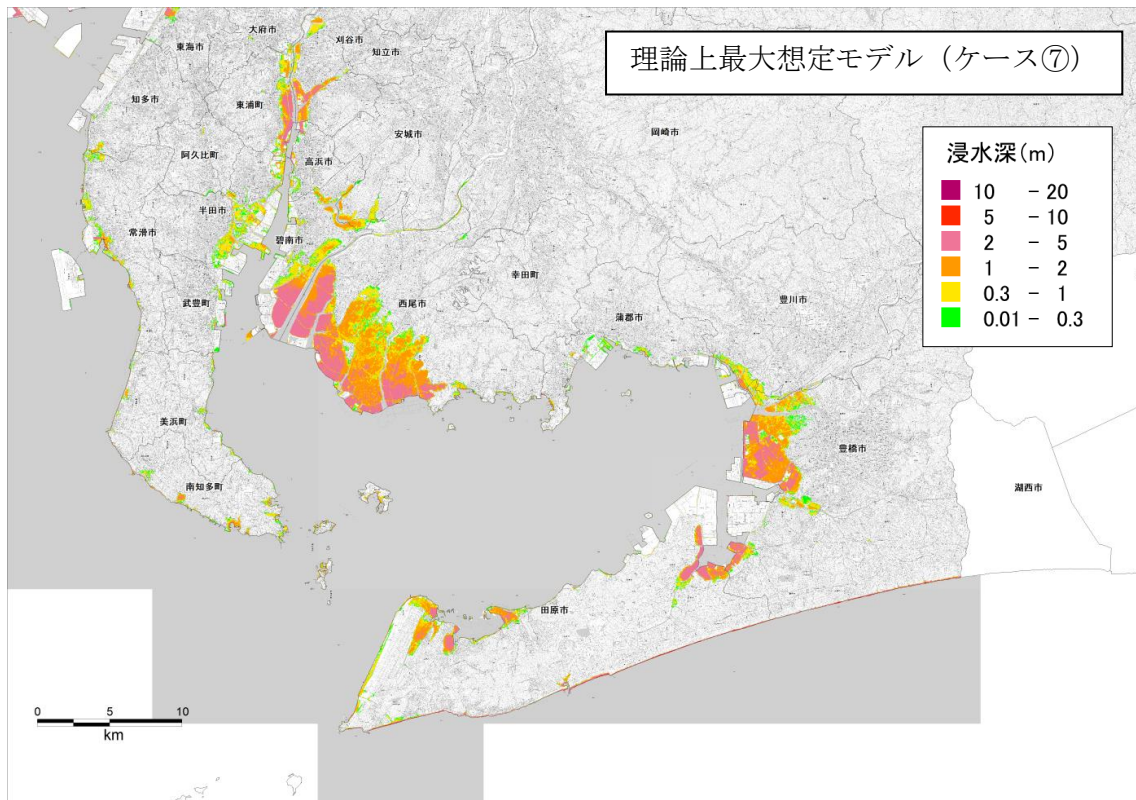 理論上最大想定モデル（ケース⑦）
浸水深(m)
10 － 20
5 － 10
2 － 5
1 － 2
0.3 － 1
0.01 － 0.3
大府市
東海市
刈谷市
知立市
知多市
東浦町
安城市
岡崎市
阿久比町
高浜市
半田市
常滑市
碧南市
幸田町
武豊町
西尾市
蒲郡市
豊川市
美浜町
豊橋市
南知多町
湖西市
田原市
0 5 10
km